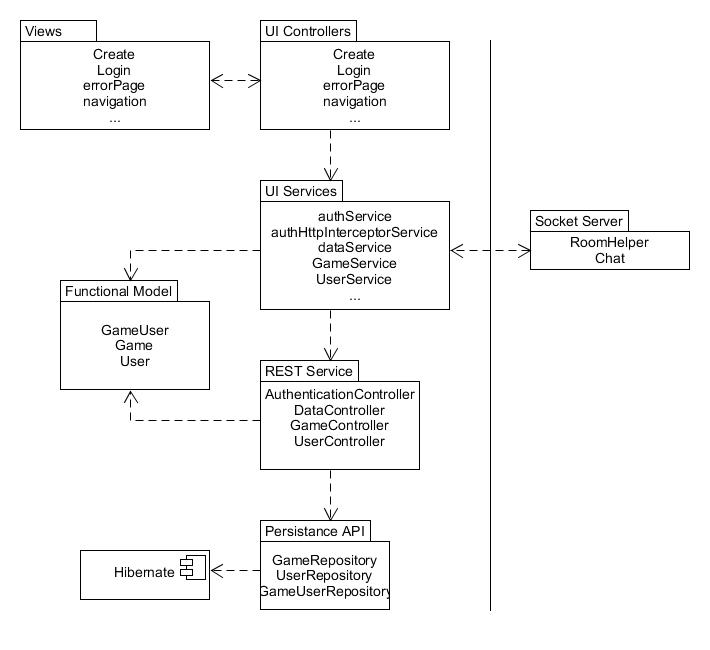 Views
Create
Login
errorPage
navigation
...
UI Controllers
Create
Login
errorPage
navigation
...
UI Services
authService
authHttpInterceptorService
dataService
GameService
UserService
...
Socket Server
RoomHelper
Chat
Functional Model
GameUser
Game
User
REST Service
AuthenticationController
DataController
GameController
UserController
Persistance API
GameRepository
UserRepository
GameUserRepository
Hibernate